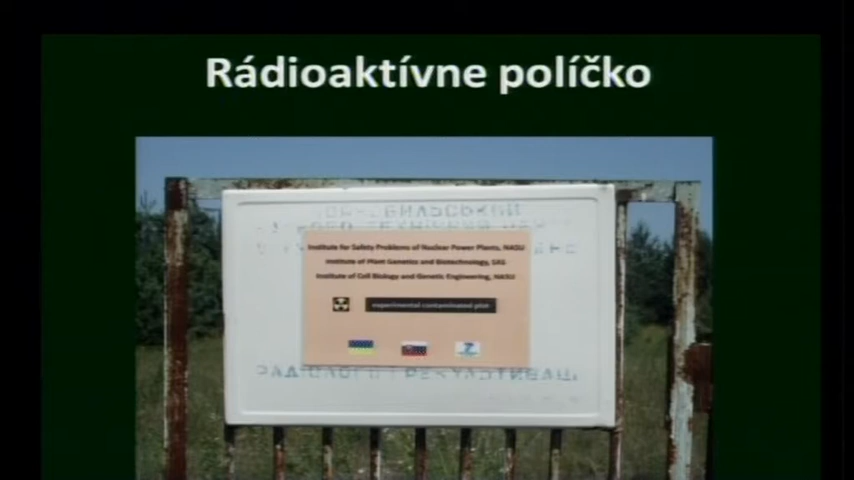 Rádioaktívne políčko
Institute for Safety Problems of Nuclear Power Plants, NASU
Institute of Plant Genetics and Biotechnology, SAS
Institute of Cell Biology and Genetic Engineering, NASU
experimental contaminated plot